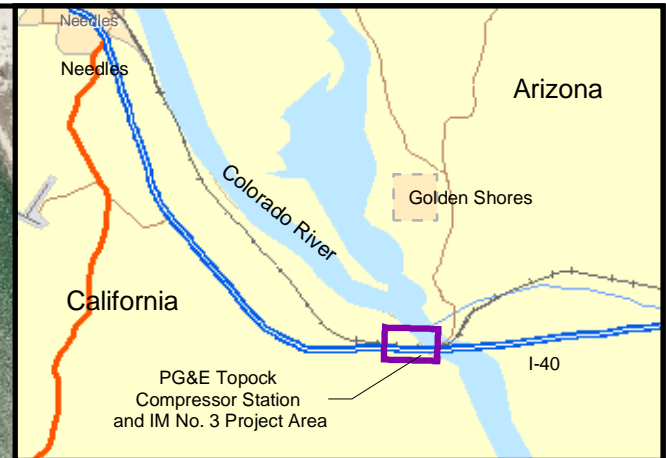 Needles
Needles
Arizona
Colorado River
Golden Shores
California
I-40
PG&E Topock
Compressor Station
and IM No. 3 Project Area